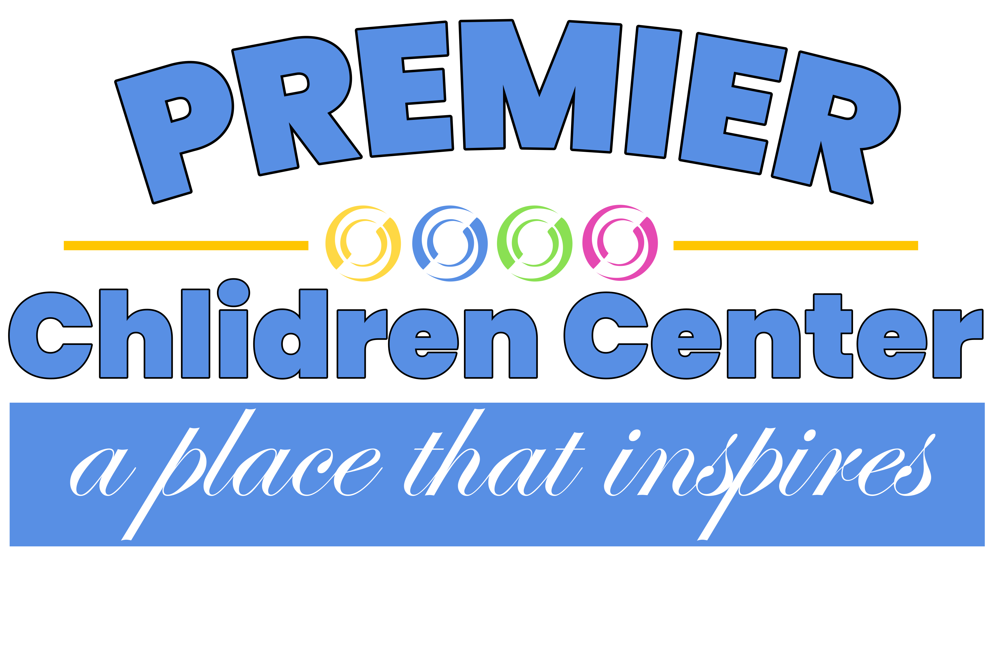 PREMIER
Chlidren Center
a place that inspires